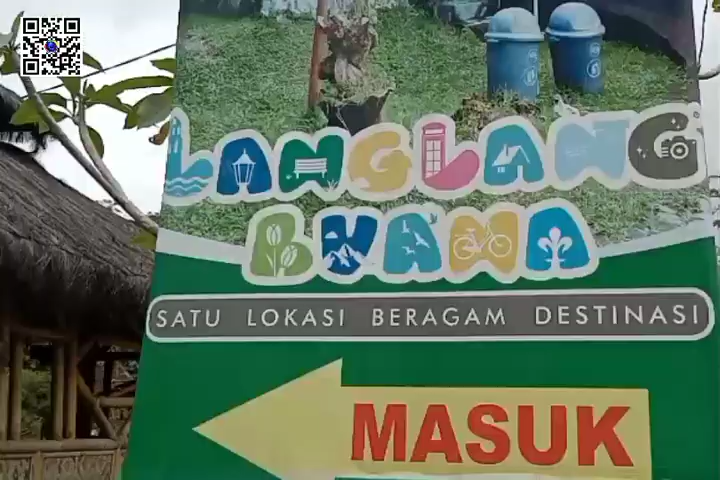 LANGLANG
BUANA
SATU LOKASI BERAGAM DESTINASI
MASUK